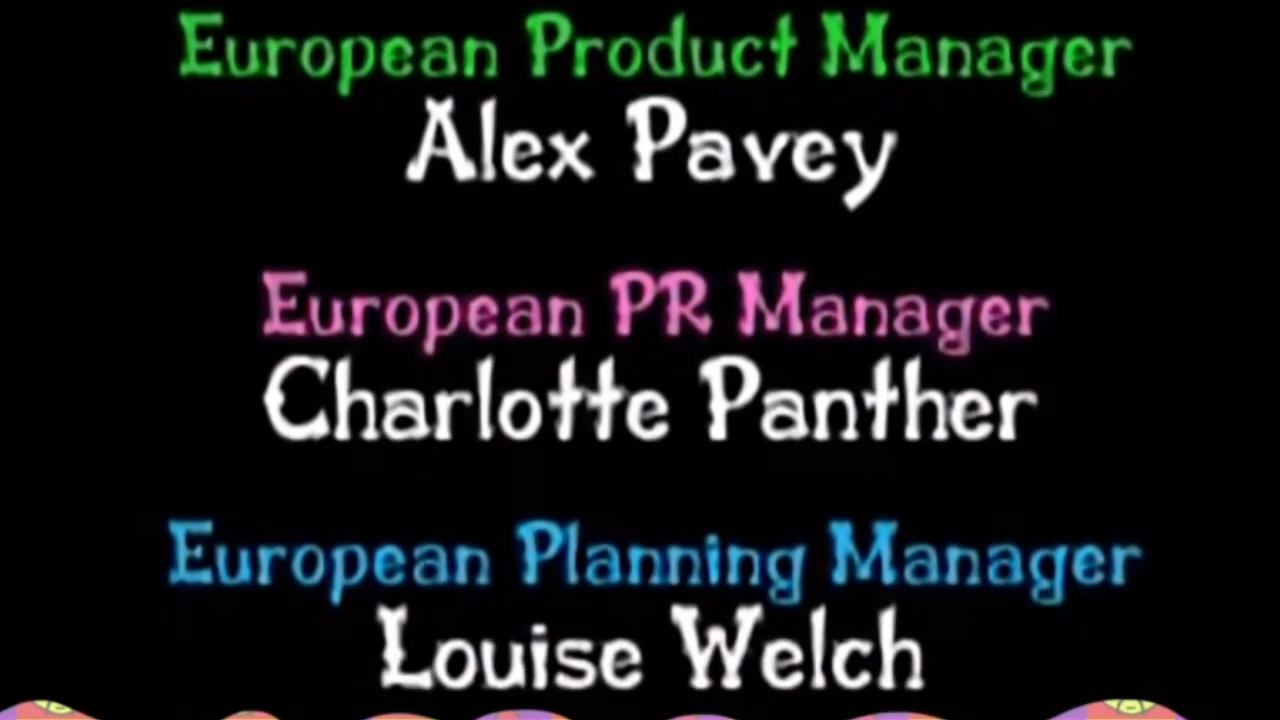 European Product Manager
Alex Pavey
European PR Manager
Charlotte Panther
European Planning Manager
Louise Welch